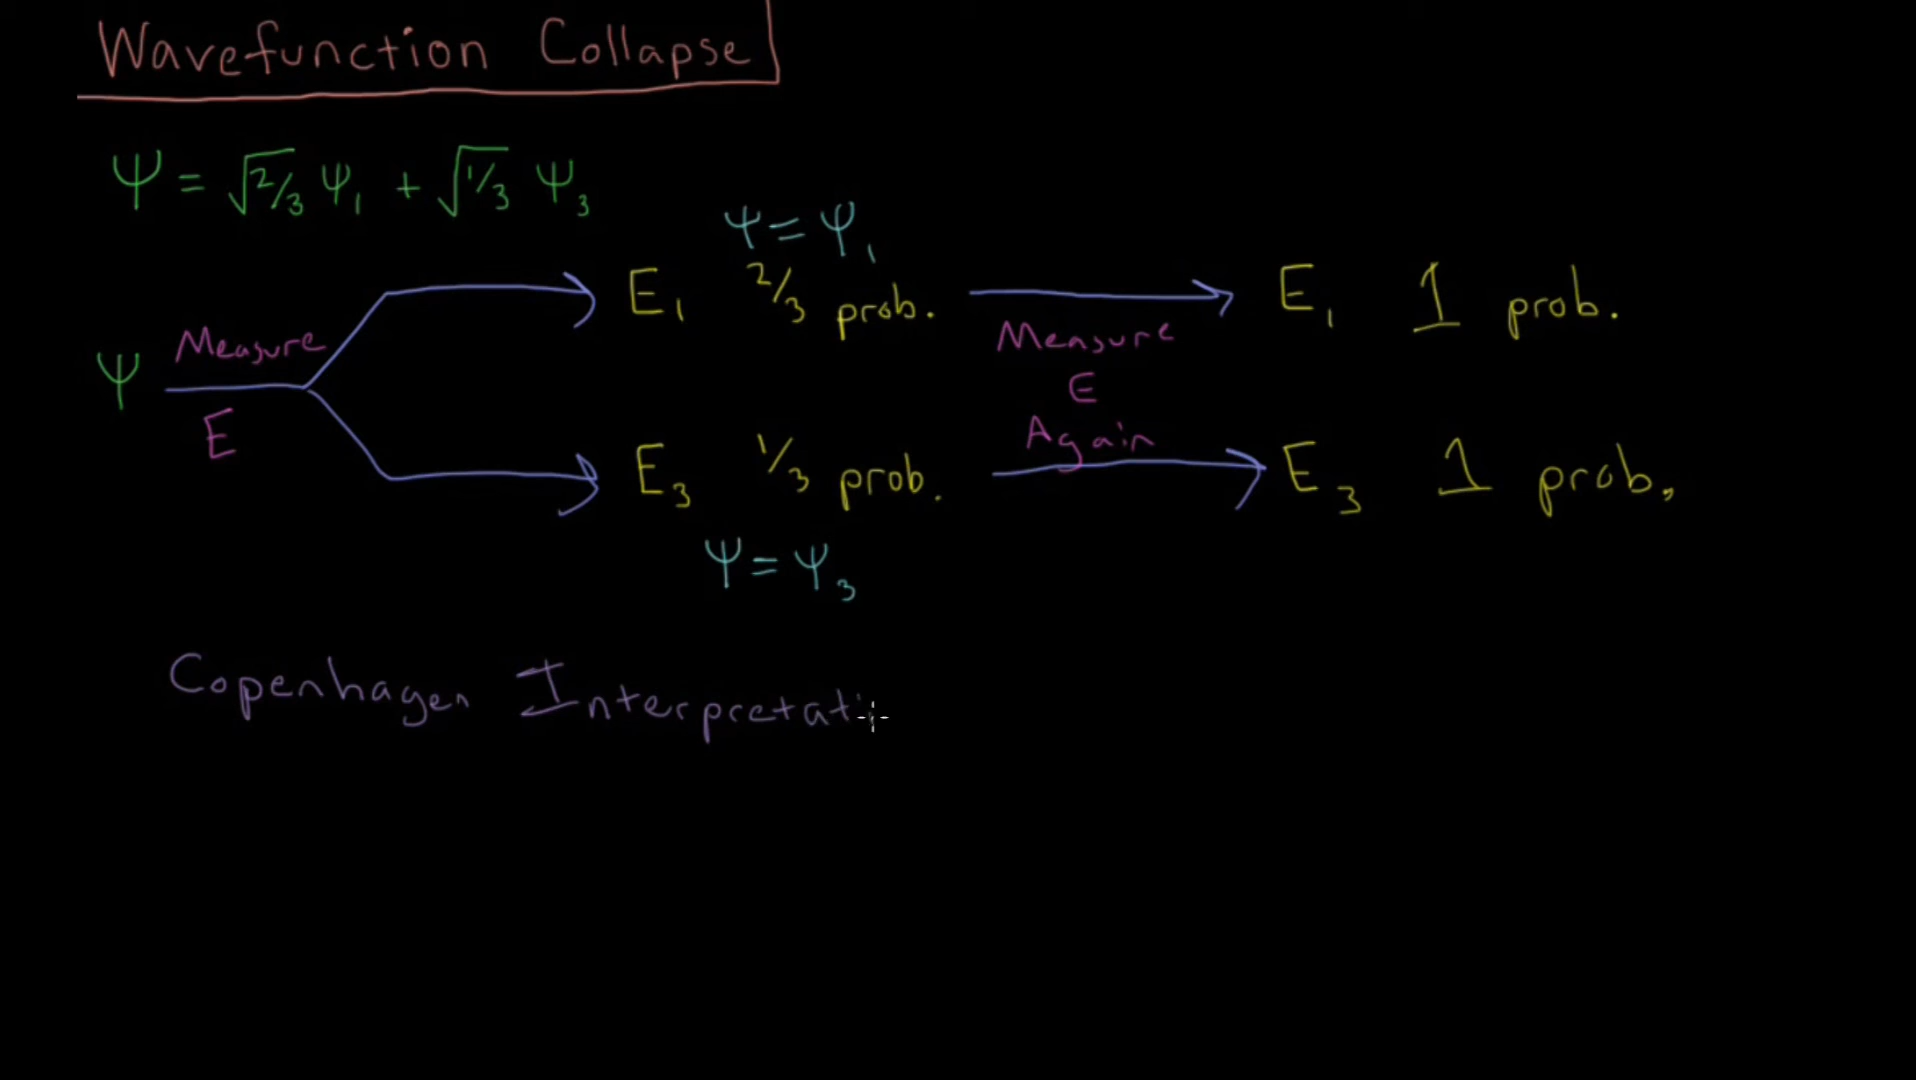 Wavefunction Collapse
Ψ = √2/3 Ψ₁ + √1/3 Ψ₃
Ψ = Ψ₁
E₁ 2/3 prob. E₁ 1 prob.
Measure
Ψ
E
Measure
E
Again
E₃ 1/3 prob. E₃ 1 prob.
Ψ = Ψ₃
Copenhagen Interpretati